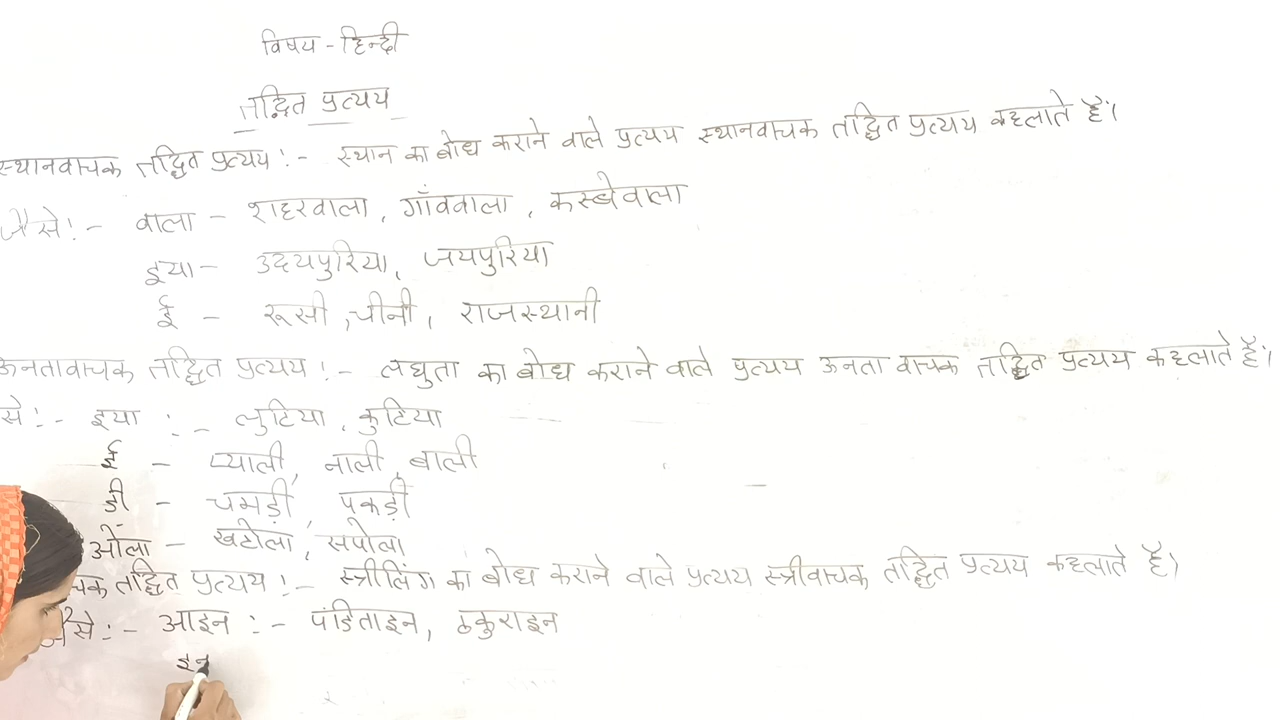 विषय - हिन्दी
तद्धित प्रत्यय
स्थानवाचक तद्धित प्रत्यय :- स्थान का बोध कराने वाले प्रत्यय स्थानवाचक तद्धित प्रत्यय कहलाते हैं।
जैसे :- वाला - शहरवाला, गाँववाला, कस्बेवाला
इया - उदयपुरिया, जयपुरिया
ई - रूसी, चीनी, राजस्थानी
ऊनतावाचक तद्धित प्रत्यय :- लघुता का बोध कराने वाले प्रत्यय ऊनता वाचक तद्धित प्रत्यय कहलाते हैं।
से :- इया :- लुटिया, कुटिया
ई - प्याली, नाली, बाली
ड़ी - चमड़ी, पकड़ी
ओला - खटोला, सपोला
चक तद्धित प्रत्यय :- स्त्रीलिंग का बोध कराने वाले प्रत्यय स्त्रीवाचक तद्धित प्रत्यय कहलाते हैं।
जैसे :- आइन :- पंडिताइन, ठकुराइन
इन